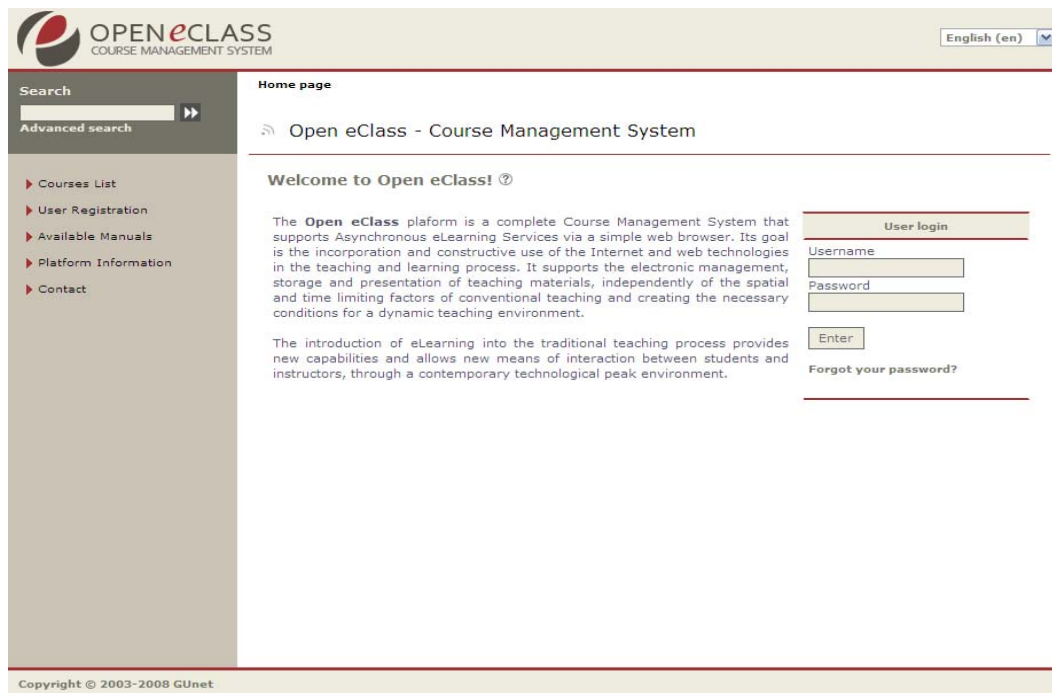 OPEN eCLASS
COURSE MANAGEMENT SYSTEM
English (en)
Search
Advanced search
Courses List
User Registration
Available Manuals
Platform Information
Contact
Home page
Open eClass - Course Management System
Welcome to Open eClass! ?
The Open eClass plaform is a complete Course Management System that
supports Asynchronous eLearning Services via a simple web browser. Its goal
is the incorporation and constructive use of the Internet and web technologies
in the teaching and learning process. It supports the electronic management,
storage and presentation of teaching materials, independently of the spatial
and time limiting factors of conventional teaching and creating the necessary
conditions for a dynamic teaching environment.
The introduction of eLearning into the traditional teaching process provides
new capabilities and allows new means of interaction between students and
instructors, through a contemporary technological peak environment.
User login
Username
Password
Enter
Forgot your password?
Copyright © 2003-2008 GUnet